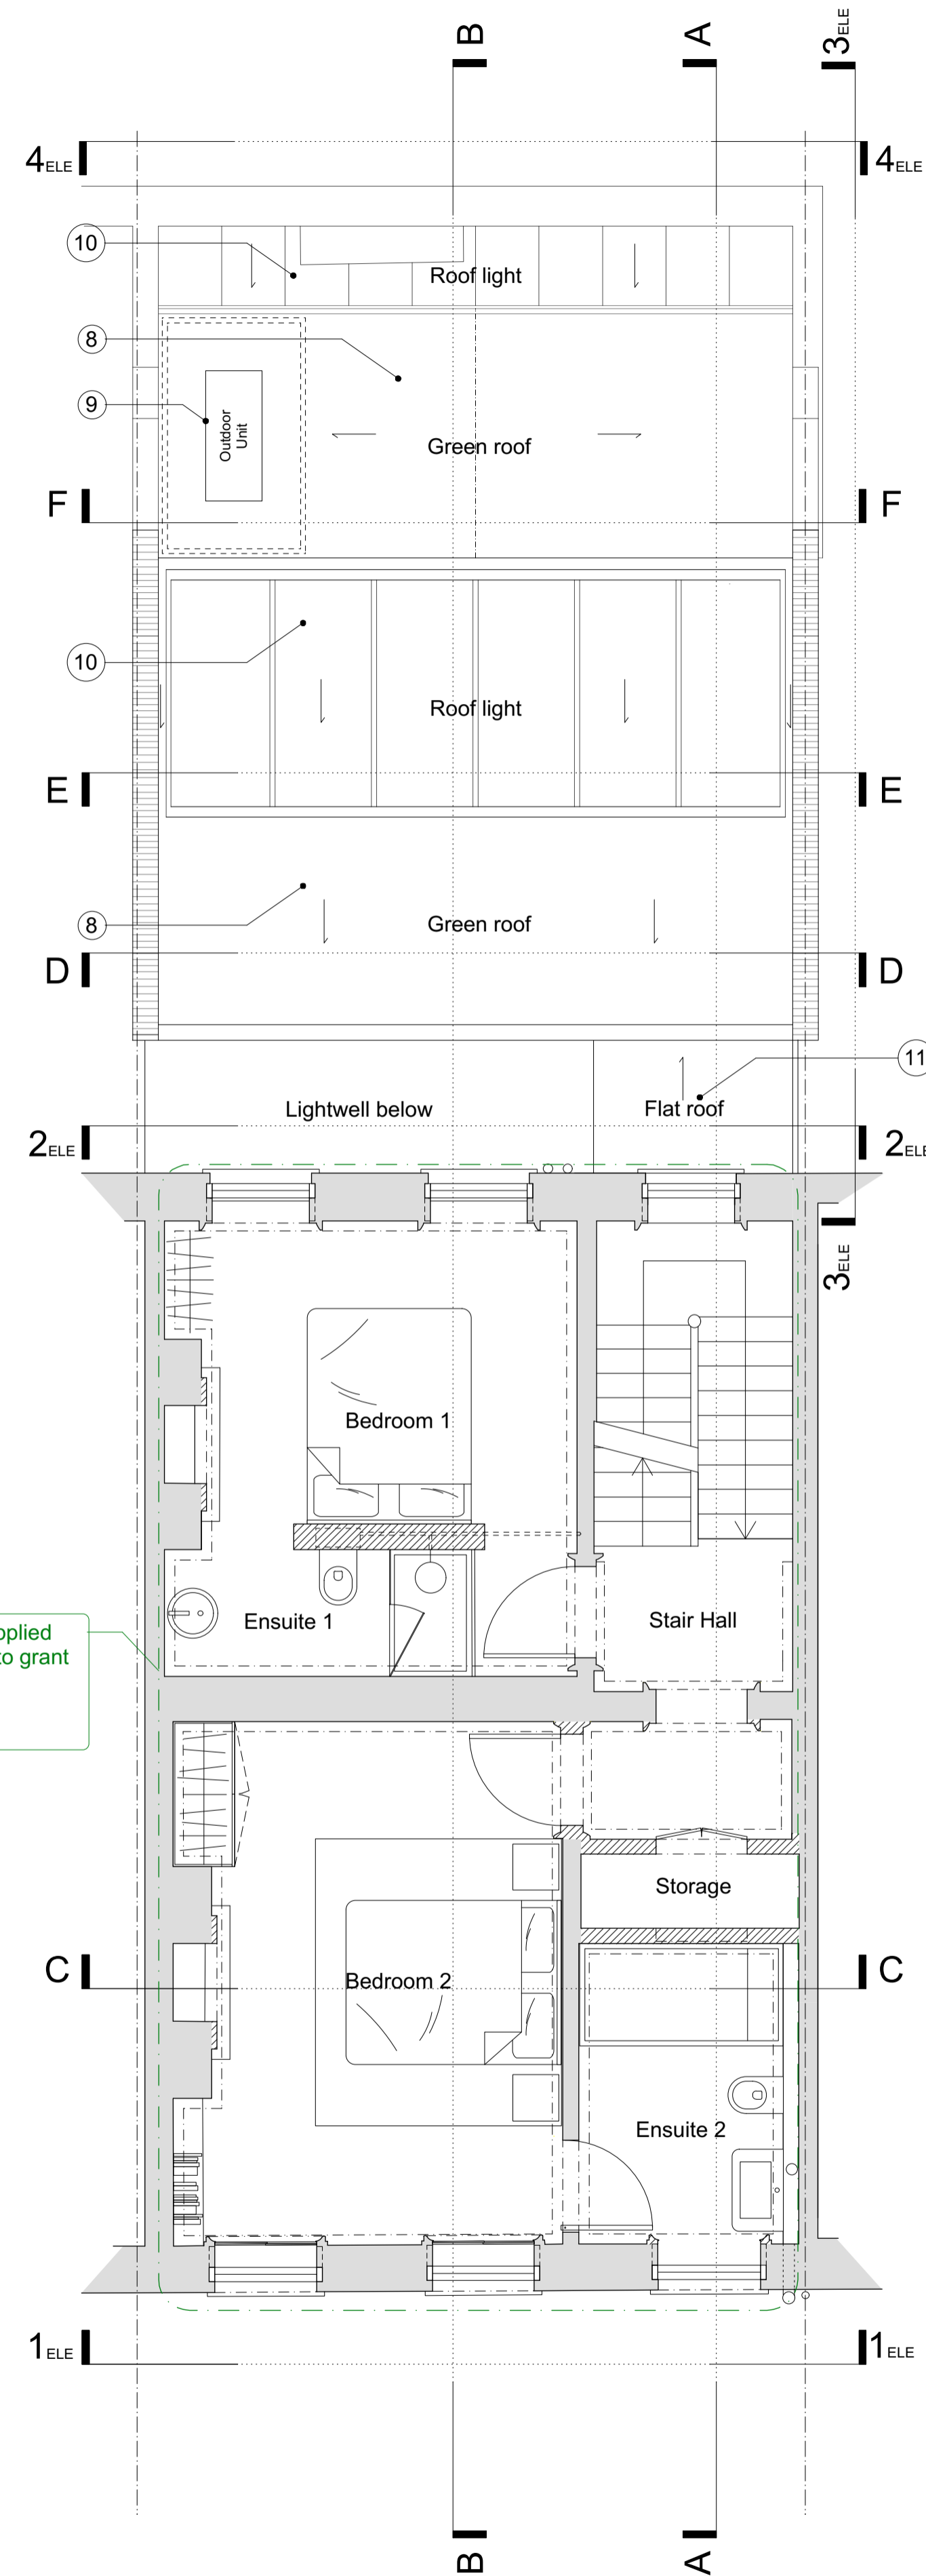 B
A
3ELE
4ELE
4ELE
10
Roof light
8
9
Outdoor
Unit
Green roof
F
F
10
Roof light
E
E
8
Green roof
D
D
11
Lightwell below
Flat roof
2ELE
2ELE
3ELE
Bedroom 1
Ensuite 1
Stair Hall
to grant
Storage
C
Bedroom 2
C
Ensuite 2
1ELE
1ELE
B
A